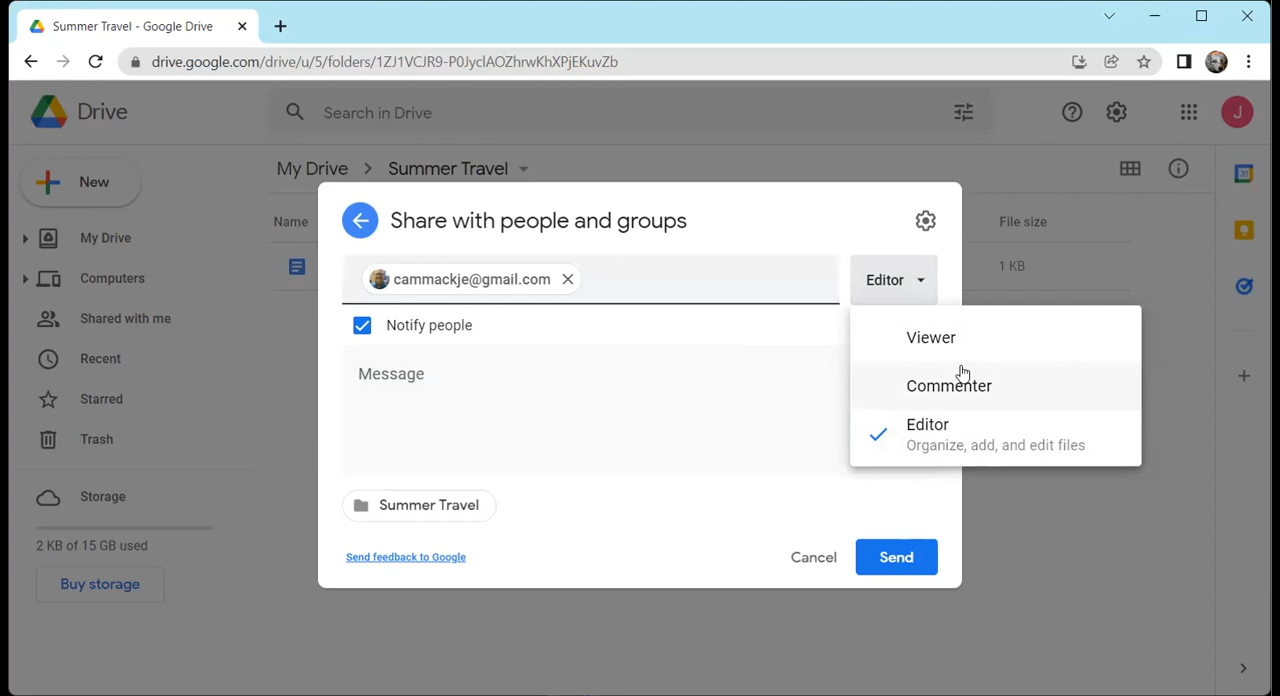 Summer Travel - Google Drive
drive.google.com/drive/u/5/folders/1ZJ1VCJR9-P0JyclAOZhrwKhXPjEKuvZb
Drive
Search in Drive
J
New
My Drive
Computers
Shared with me
Recent
Starred
Trash
Storage
2 KB of 15 GB used
Buy storage
My Drive > Summer Travel
Name
File size
1 KB
Share with people and groups
cammackje@gmail.com
Editor
Notify people
Message
Viewer
Commenter
Editor
Organize, add, and edit files
Summer Travel
Send feedback to Google
Cancel
Send
31